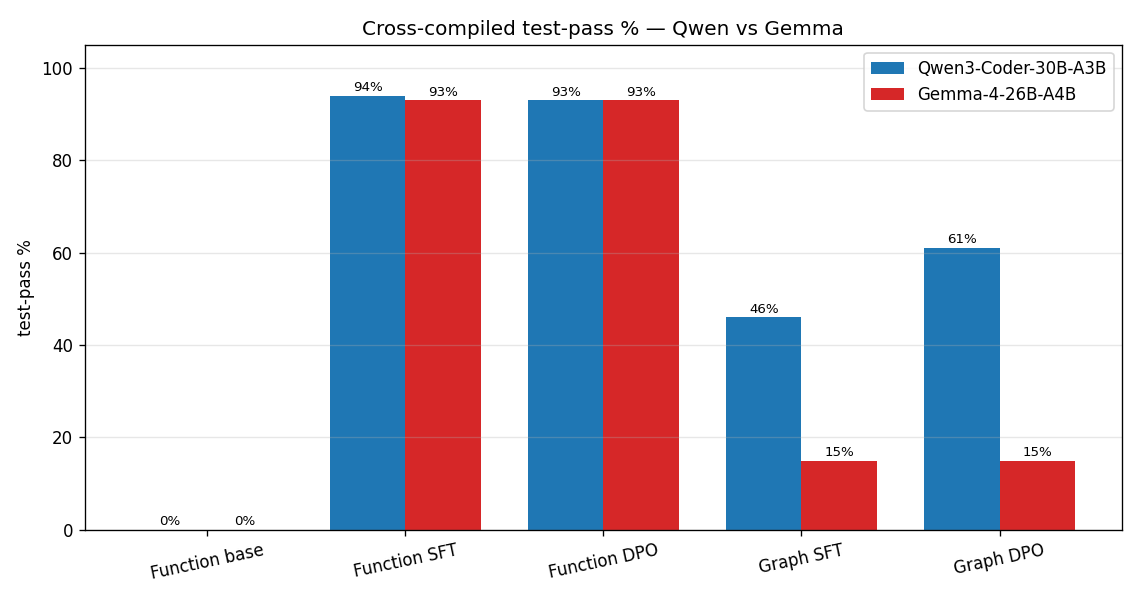 Cross-compiled test-pass % — Qwen vs Gemma
Qwen3-Coder-30B-A3B
Gemma-4-26B-A4B
test-pass %
100
80
60
40
20
0
0%
0%
94%
93%
93%
93%
46%
15%
61%
15%
Function base
Function SFT
Function DPO
Graph SFT
Graph DPO